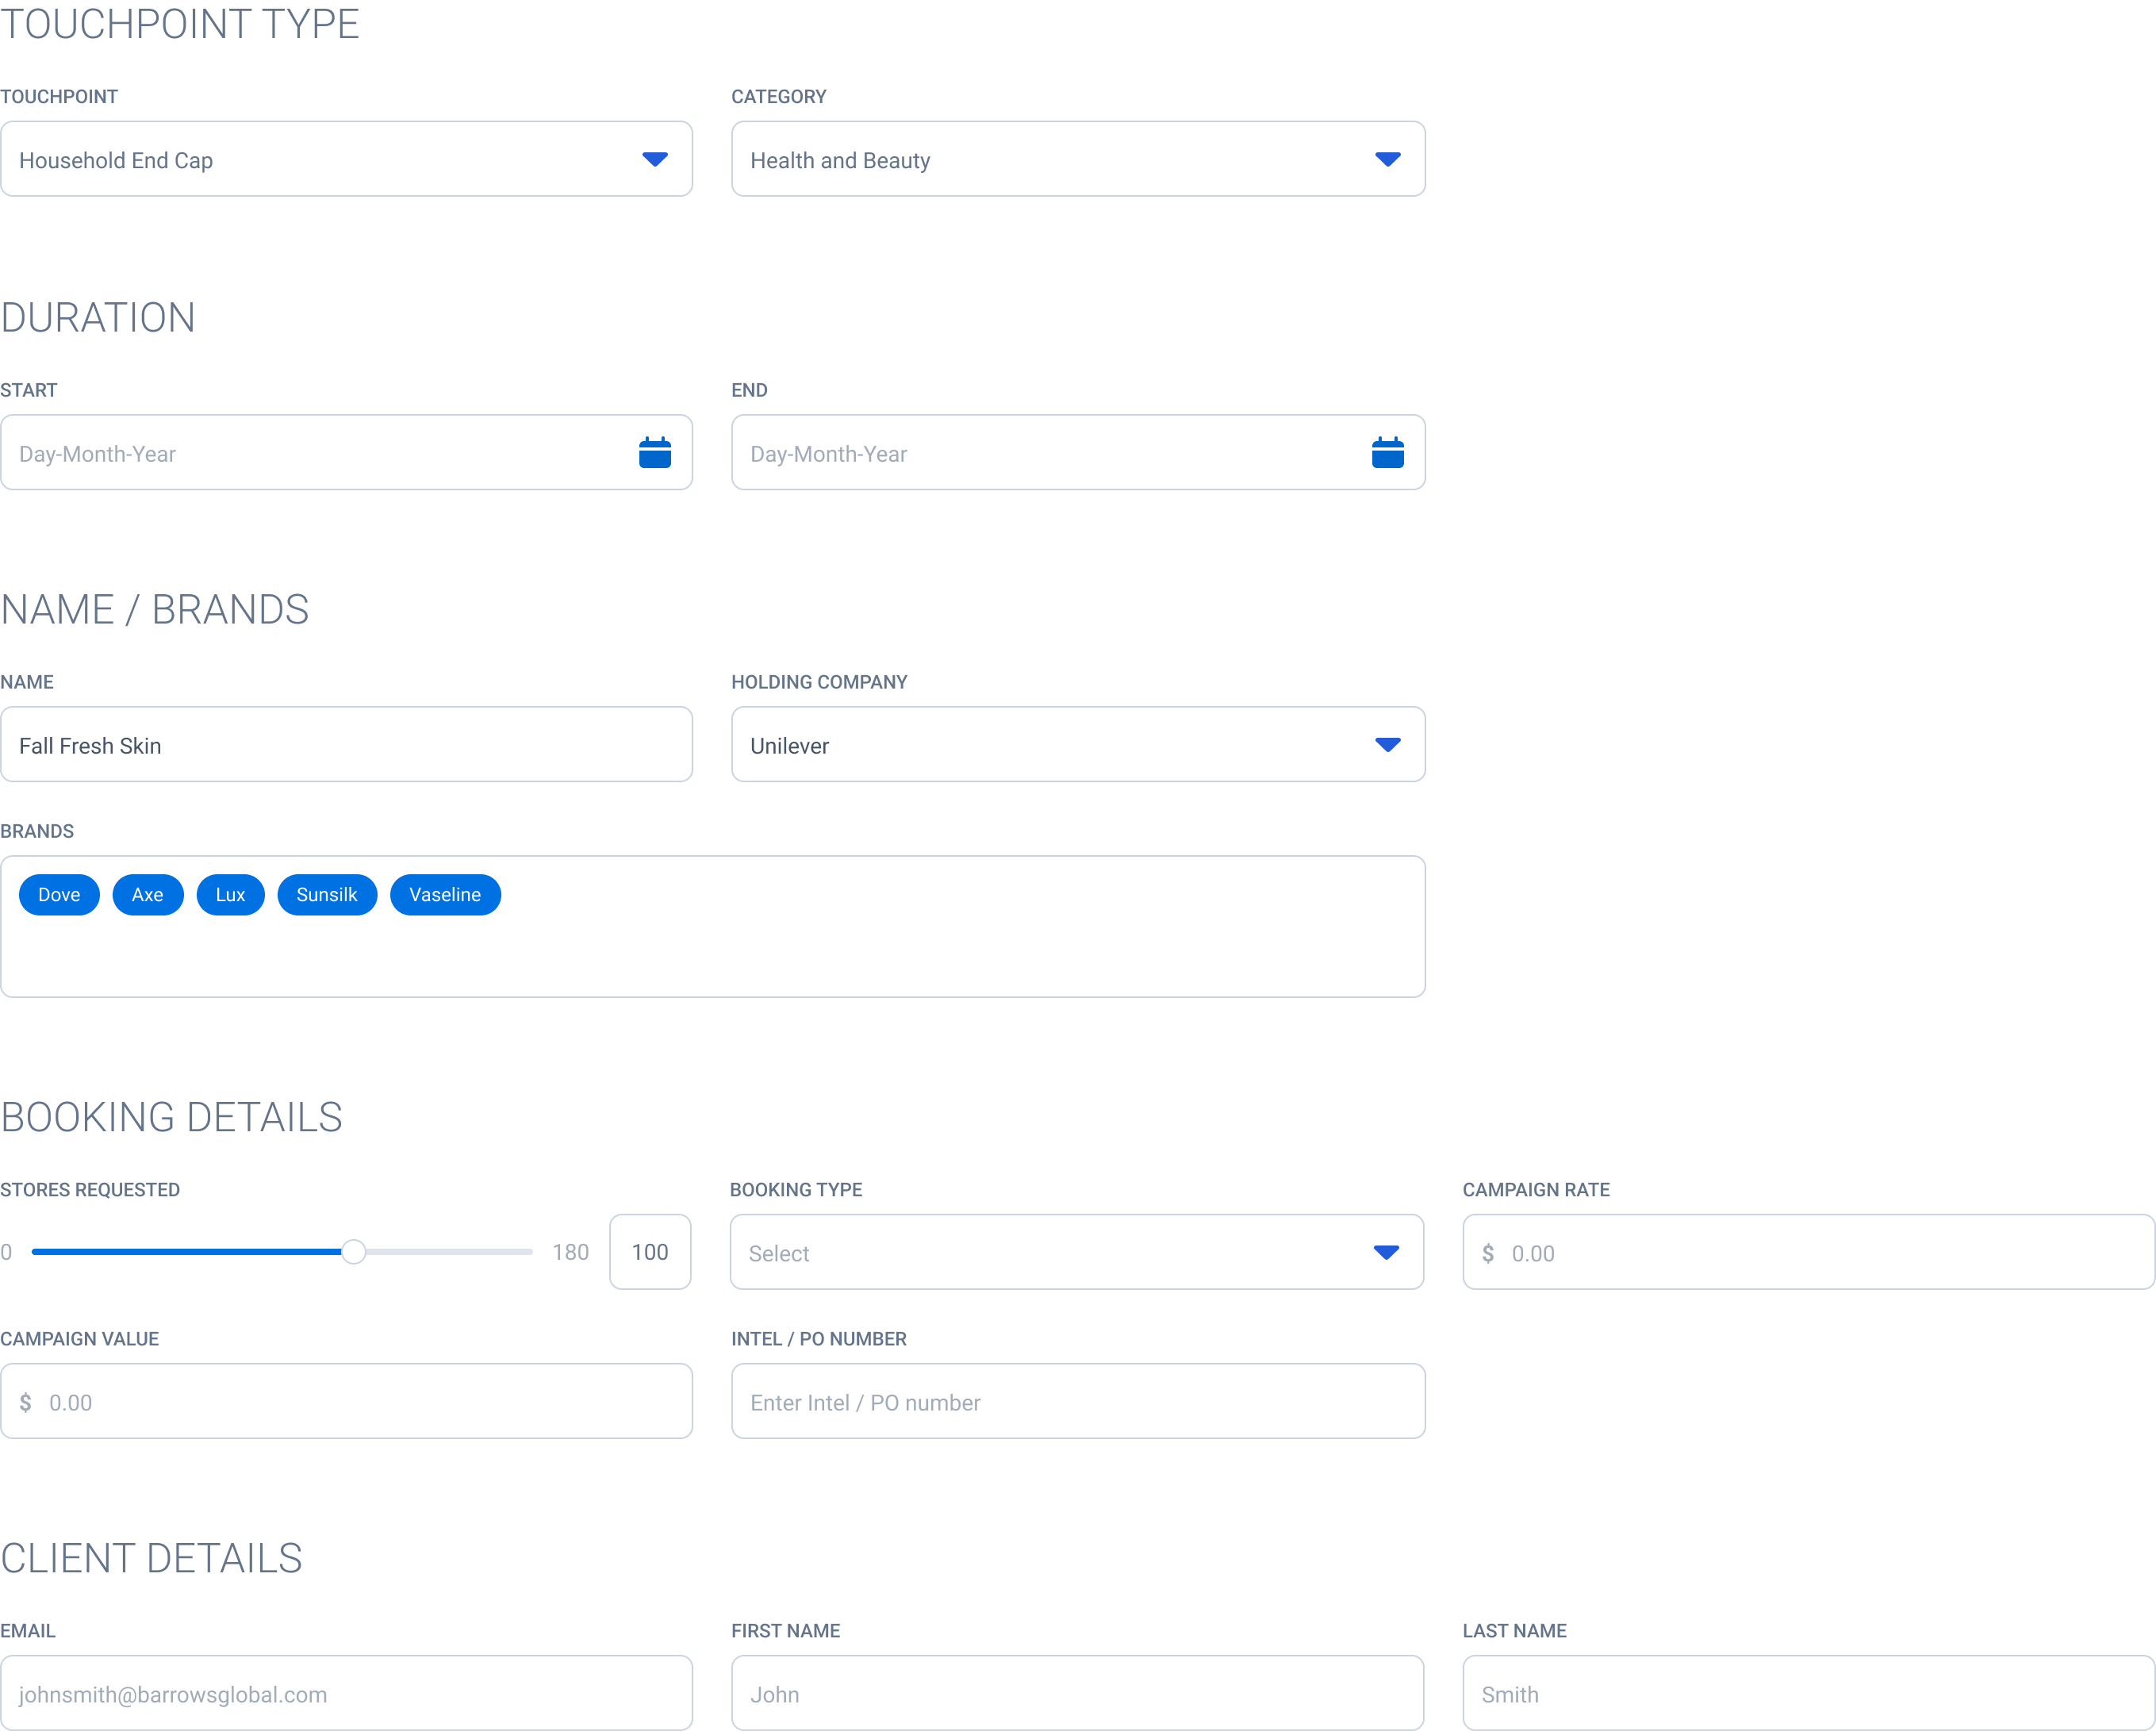 TOUCHPOINT TYPE
TOUCHPOINT CATEGORY
Household End Cap Health and Beauty
DURATION
START END
Day-Month-Year Day-Month-Year
NAME / BRANDS
NAME HOLDING COMPANY
Fall Fresh Skin Unilever
BRANDS
Dove Axe Lux Sunsilk Vaseline
BOOKING DETAILS
STORES REQUESTED BOOKING TYPE CAMPAIGN RATE
0 180 100 Select $ 0.00
CAMPAIGN VALUE INTEL / PO NUMBER
$ 0.00 Enter Intel / PO number
CLIENT DETAILS
EMAIL FIRST NAME LAST NAME
johnsmith@barrowsglobal.com John Smith